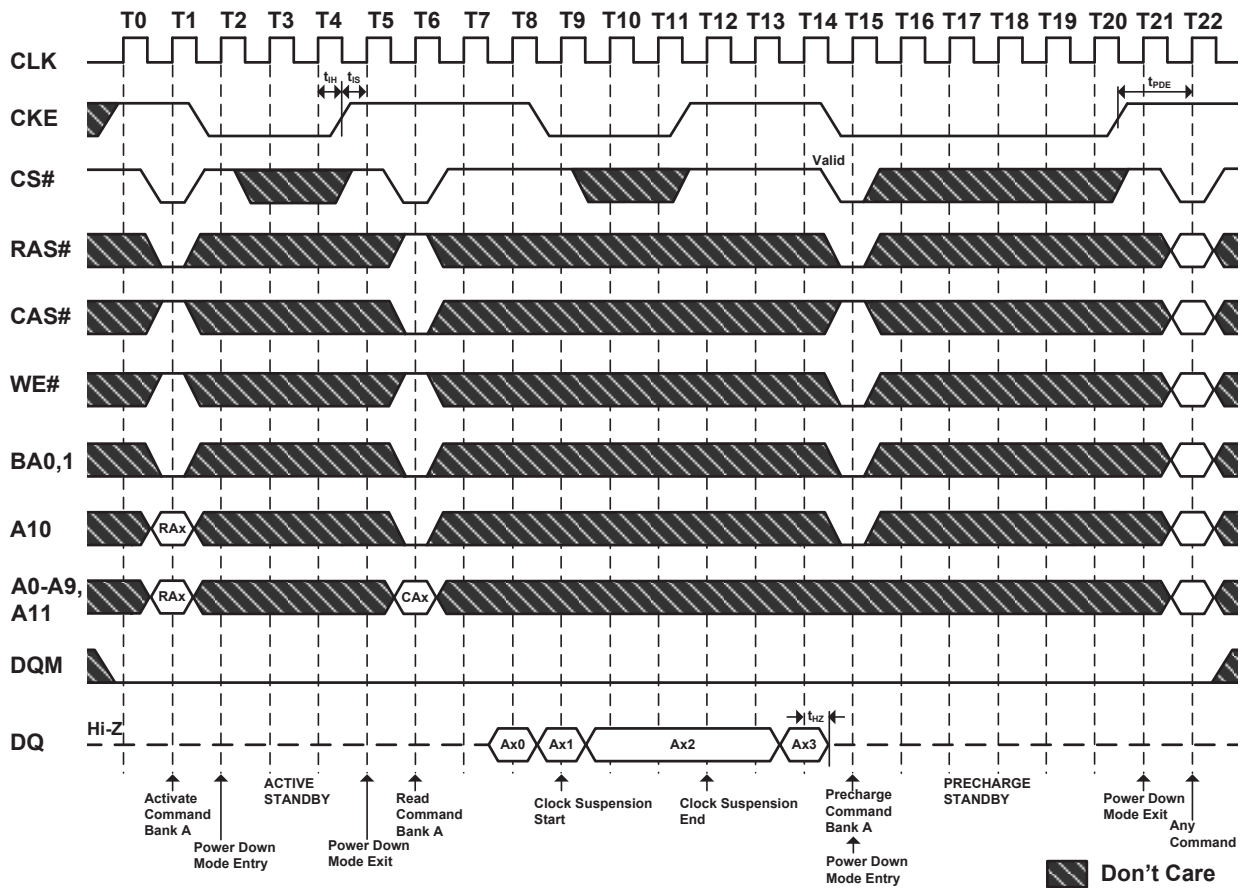 T0 T1 T2 T3 T4 T5 T6 T7 T8 T9 T10 T11 T12 T13 T14 T15 T16 T17 T18 T19 T20 T21 T22
CLK
tIH tIS tPDE
CKE
Valid
CS#
RAS#
CAS#
WE#
BA0,1
A10
RAx
A0-A9,
A11
RAx CAx
DQM
Hi-Z
tHZ
DQ
Ax0 Ax1 Ax2 Ax3
Activate
Command
Bank A
Power Down
Mode Entry
ACTIVE
STANDBY
Power Down
Mode Exit
Read
Command
Bank A
Clock Suspension
Start
Clock Suspension
End
Precharge
Command
Bank A
Power Down
Mode Entry
PRECHARGE
STANDBY
Power Down
Mode Exit
Any
Command
Don't Care